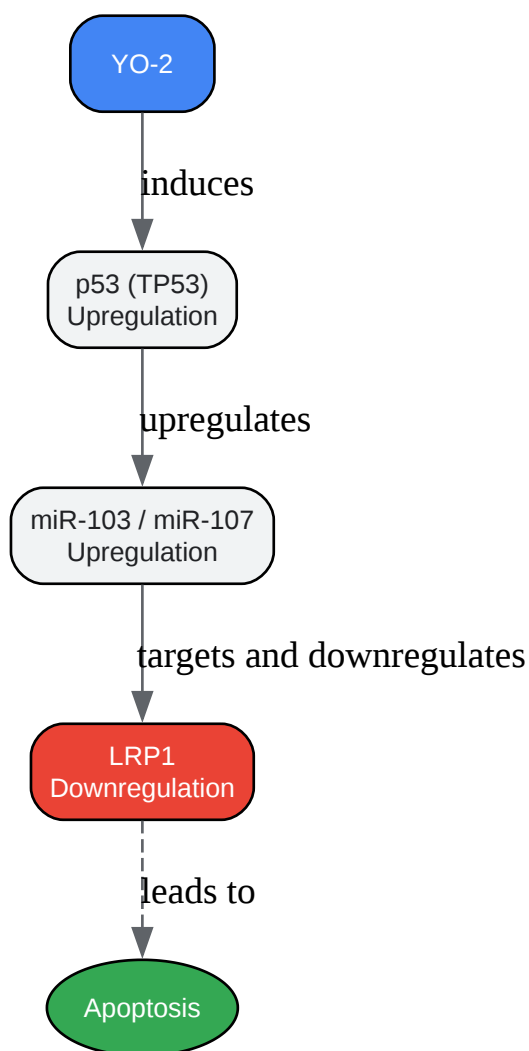 YO-2
induces
p53 (TP53)
Upregulation
upregulates
miR-103 / miR-107
Upregulation
targets and downregulates
LRP1
Downregulation
leads to
Apoptosis